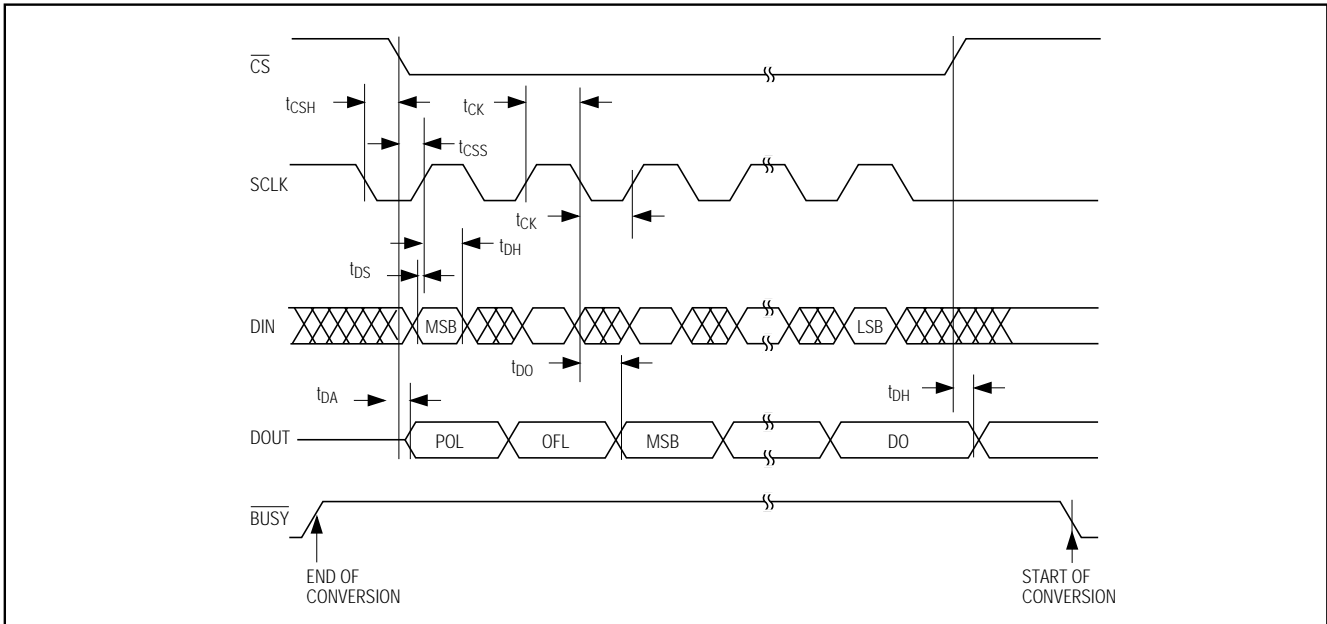 CS
tCSH
tCK
tCSS
SCLK
tCK
tDH
tDS
DIN
MSB
LSB
tDO
tDA
tDH
DOUT
POL
OFL
MSB
DO
BUSY
END OF
CONVERSION
START OF
CONVERSION